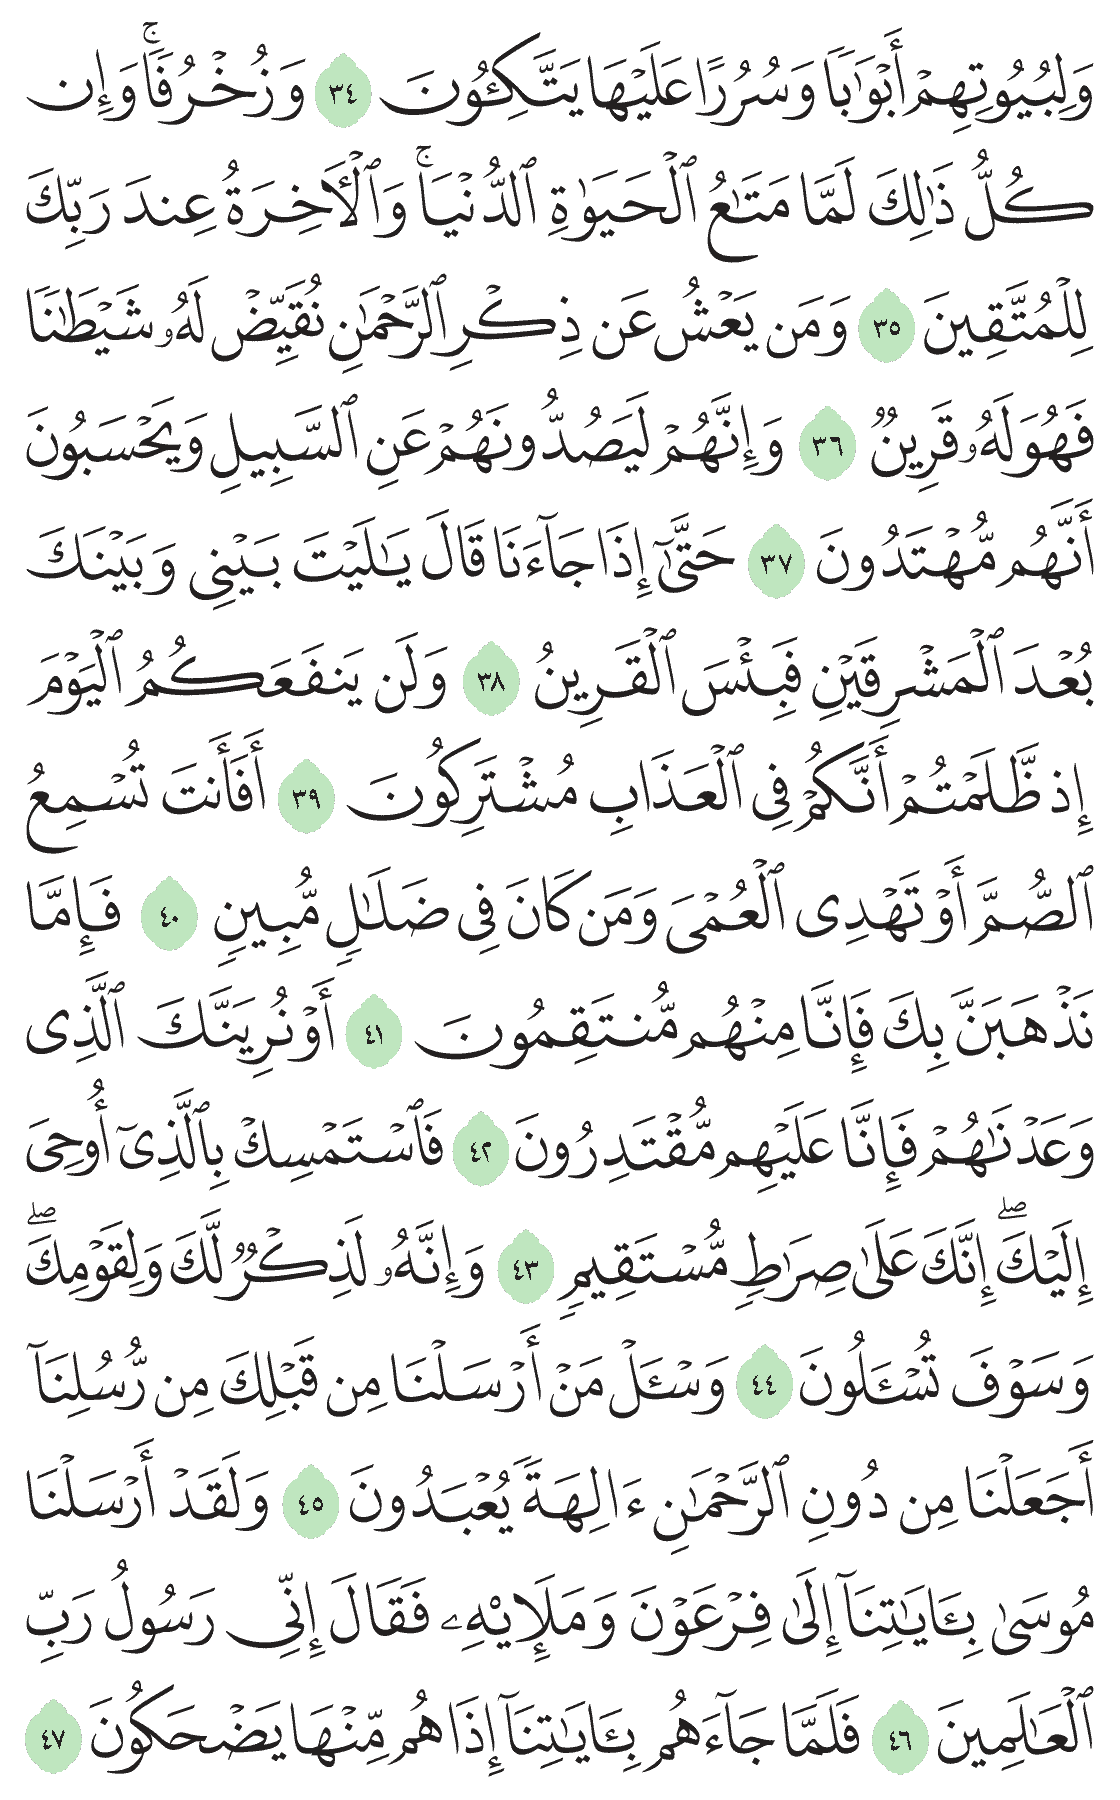 وَلِبُيُوتِهِمۡ أَبۡوَٰبٗا وَسُرُرًا عَلَيۡهَا يَتَّكِـُٔونَ ٣٤ وَزُخۡرُفٗاۚ وَإِن
كُلُّ ذَٰلِكَ لَمَّا مَتَٰعُ ٱلۡحَيَوٰةِ ٱلدُّنۡيَاۚ وَٱلۡأٓخِرَةُ عِندَ رَبِّكَ
لِلۡمُتَّقِينَ ٣٥ وَمَن يَعۡشُ عَن ذِكۡرِ ٱلرَّحۡمَٰنِ نُقَيِّضۡ لَهُۥ شَيۡطَٰنٗا
فَهُوَ لَهُۥ قَرِينٞ ٣٦ وَإِنَّهُمۡ لَيَصُدُّونَهُمۡ عَنِ ٱلسَّبِيلِ وَيَحۡسَبُونَ
أَنَّهُم مُّهۡتَدُونَ ٣٧ حَتَّىٰٓ إِذَا جَآءَنَا قَالَ يَٰلَيۡتَ بَيۡنِي وَبَيۡنَكَ
بُعۡدَ ٱلۡمَشۡرِقَيۡنِ فَبِئۡسَ ٱلۡقَرِينُ ٣٨ وَلَن يَنفَعَكُمُ ٱلۡيَوۡمَ
إِذ ظَّلَمۡتُمۡ أَنَّكُمۡ فِي ٱلۡعَذَابِ مُشۡتَرِكُونَ ٣٩ أَفَأَنتَ تُسۡمِعُ
ٱلصُّمَّ أَوۡ تَهۡدِي ٱلۡعُمۡيَ وَمَن كَانَ فِي ضَلَٰلٖ مُّبِينٖ ٤٠ فَإِمَّا
نَذۡهَبَنَّ بِكَ فَإِنَّا مِنۡهُم مُّنتَقِمُونَ ٤١ أَوۡ نُرِيَنَّكَ ٱلَّذِي
وَعَدۡنَٰهُمۡ فَإِنَّا عَلَيۡهِم مُّقۡتَدِرُونَ ٤٢ فَٱسۡتَمۡسِكۡ بِٱلَّذِيٓ أُوحِيَ
إِلَيۡكَۖ إِنَّكَ عَلَىٰ صِرَٰطٖ مُّسۡتَقِيمٖ ٤٣ وَإِنَّهُۥ لَذِكۡرٞ لَّكَ وَلِقَوۡمِكَۖ
وَسَوۡفَ تُسۡـَٔلُونَ ٤٤ وَسۡـَٔلۡ مَنۡ أَرۡسَلۡنَا مِن قَبۡلِكَ مِن رُّسُلِنَآ
أَجَعَلۡنَا مِن دُونِ ٱلرَّحۡمَٰنِ ءَالِهَةٗ يُعۡبَدُونَ ٤٥ وَلَقَدۡ أَرۡسَلۡنَا
مُوسَىٰ بِـَٔايَٰتِنَآ إِلَىٰ فِرۡعَوۡنَ وَمَلَإِيْهِۦ فَقَالَ إِنِّي رَسُولُ رَبِّ
ٱلۡعَٰلَمِينَ ٤٦ فَلَمَّا جَآءَهُم بِـَٔايَٰتِنَآ إِذَا هُم مِّنۡهَا يَضۡحَكُونَ ٤٧